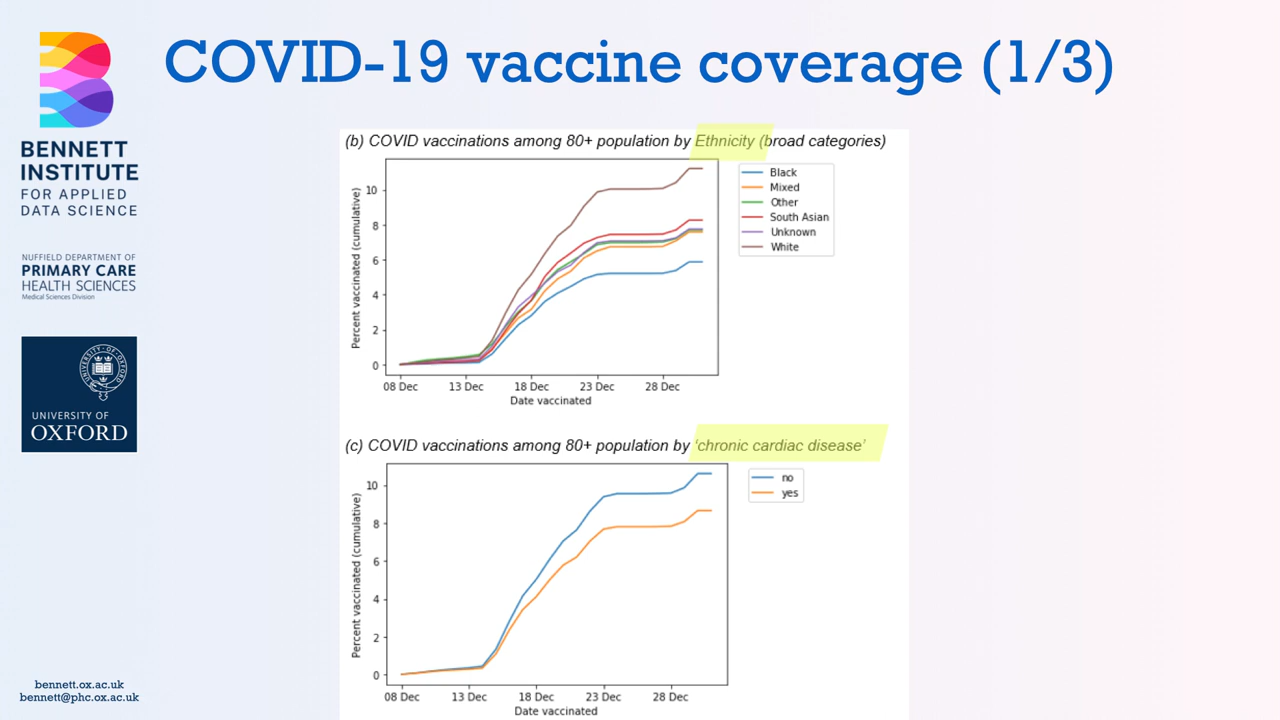 COVID-19 vaccine coverage (1/3)
BENNETT
INSTITUTE
FOR APPLIED
DATA SCIENCE
NUFFIELD DEPARTMENT OF
PRIMARY CARE
HEALTH SCIENCES
Medical Sciences Division
UNIVERSITY OF
OXFORD
bennett.ox.ac.uk
bennett@phc.ox.ac.uk
(b) COVID vaccinations among 80+ population by Ethnicity (broad categories)
Percent vaccinated (cumulative)
10
8
6
4
2
0
08 Dec 13 Dec 18 Dec 23 Dec 28 Dec
Date vaccinated
Black
Mixed
Other
South Asian
Unknown
White
(c) COVID vaccinations among 80+ population by 'chronic cardiac disease'
Percent vaccinated (cumulative)
10
8
6
4
2
0
08 Dec 13 Dec 18 Dec 23 Dec 28 Dec
Date vaccinated
no
yes